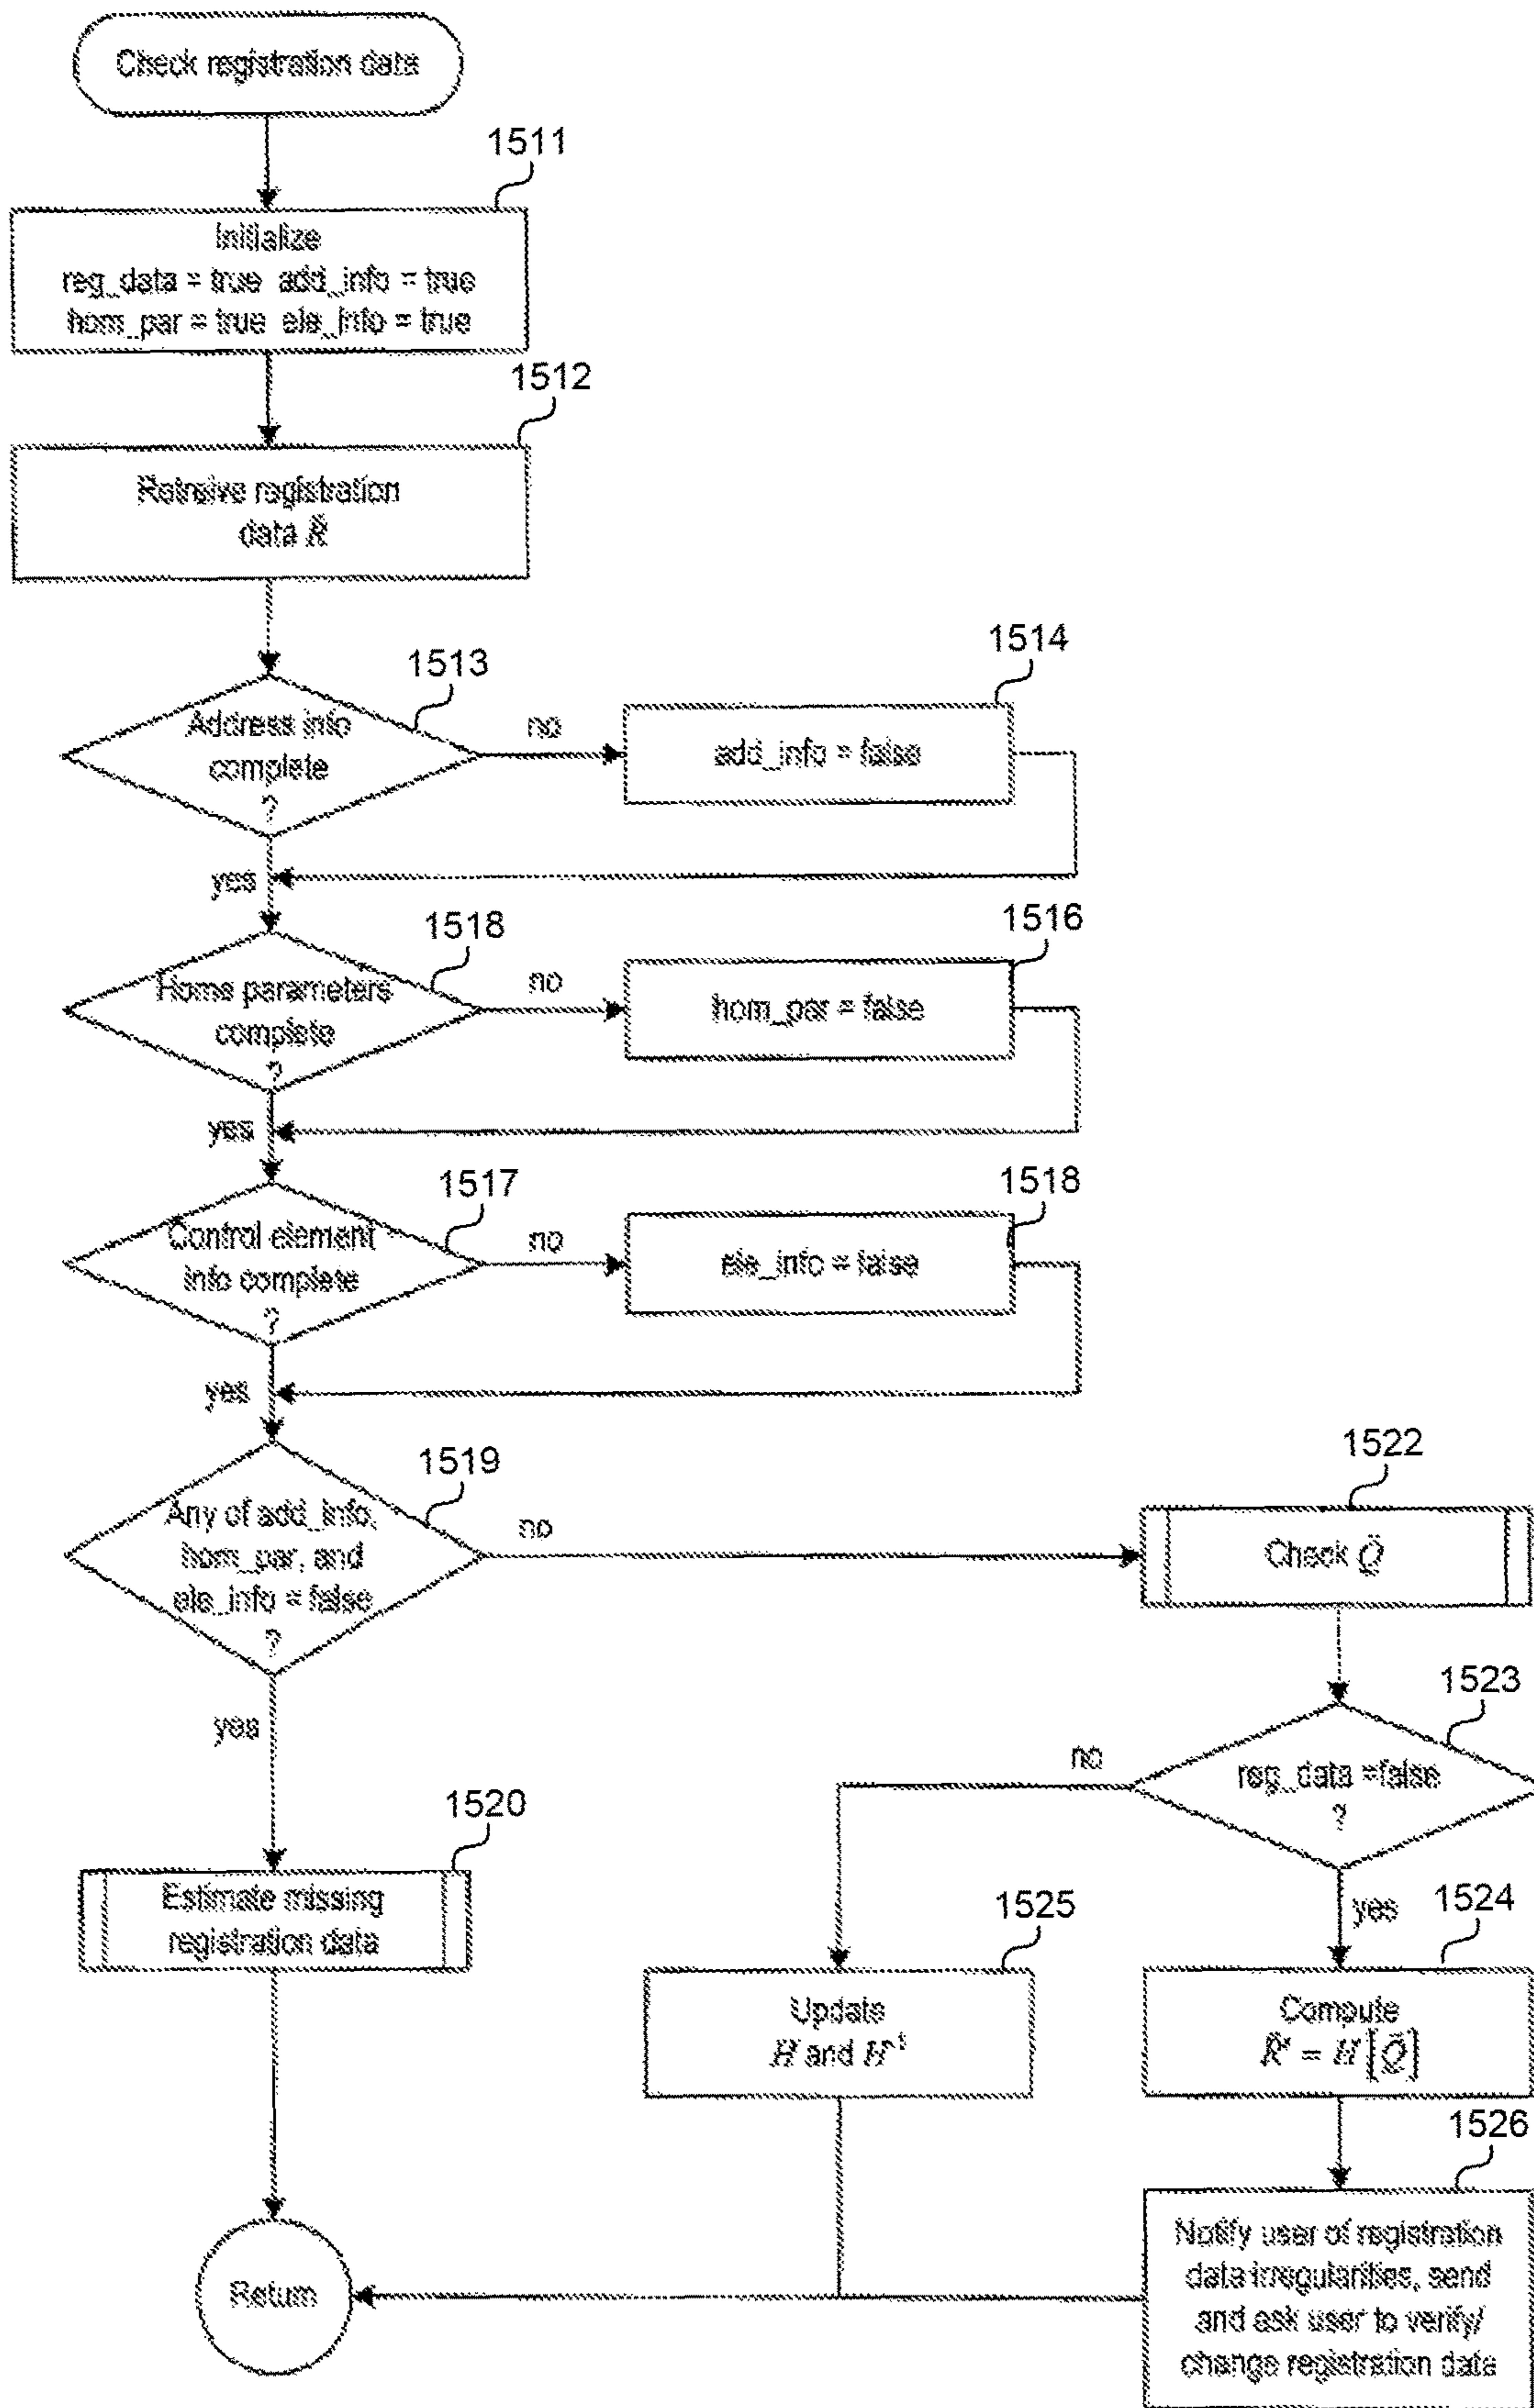 Check registration data
1511
Initialize
reg_data = true add_info = true
hom_par = true ele_info = true
1512
Retreive registration
data R̃
1513
Address info
complete
?
no
1514
add_info = false
yes
1518
Home parameters
complete
?
no
1516
hom_par = false
yes
1517
Control element
info complete
?
no
1518
ele_info = false
yes
1519
Any of add_info,
hom_par, and
ele_info = false
?
no
1522
Check Q̃
yes
1523
reg_data =false
?
no
yes
1520
Estimate missing
registration data
1525
Update
H and H⁻¹
1524
Compute
R̃' = H [Q̃]
1526
Notify user of registration
data irregularities, send
and ask user to verify/
change registration data
Return